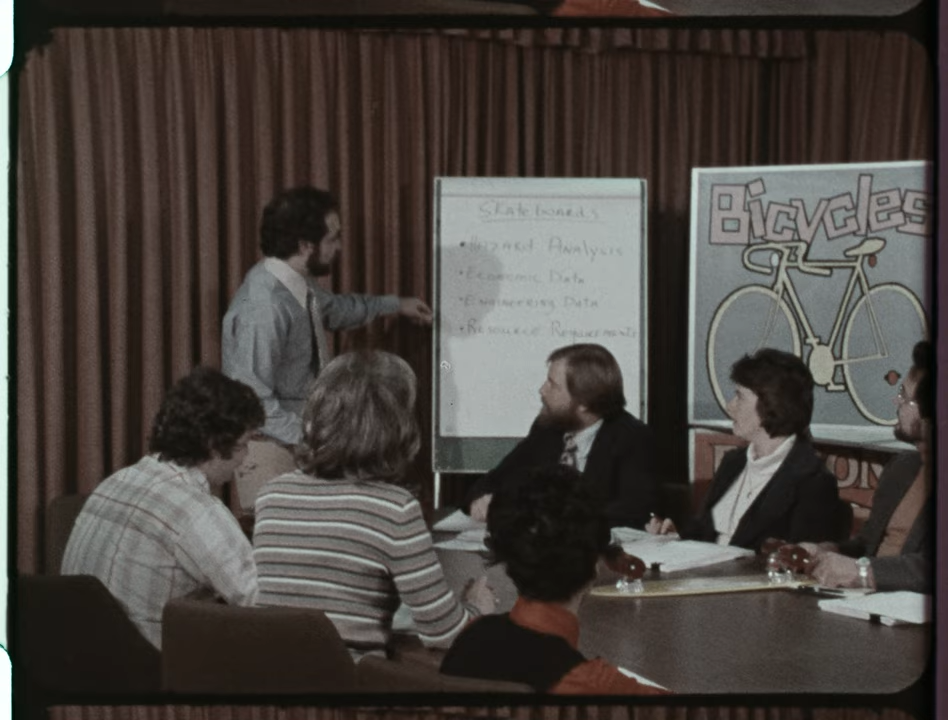 Skateboards
• Hazard Analysis
• Economic Data
• Engineering Data
• Resource Requirements
Bicycles